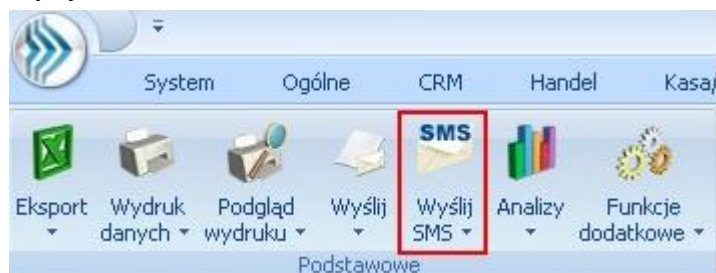 System Ogólne CRM Handel Kasa/
SMS
Eksport Wydruk danych Podgląd wydruku Wyślij Wyślij SMS Analizy Funkcje dodatkowe
Podstawowe